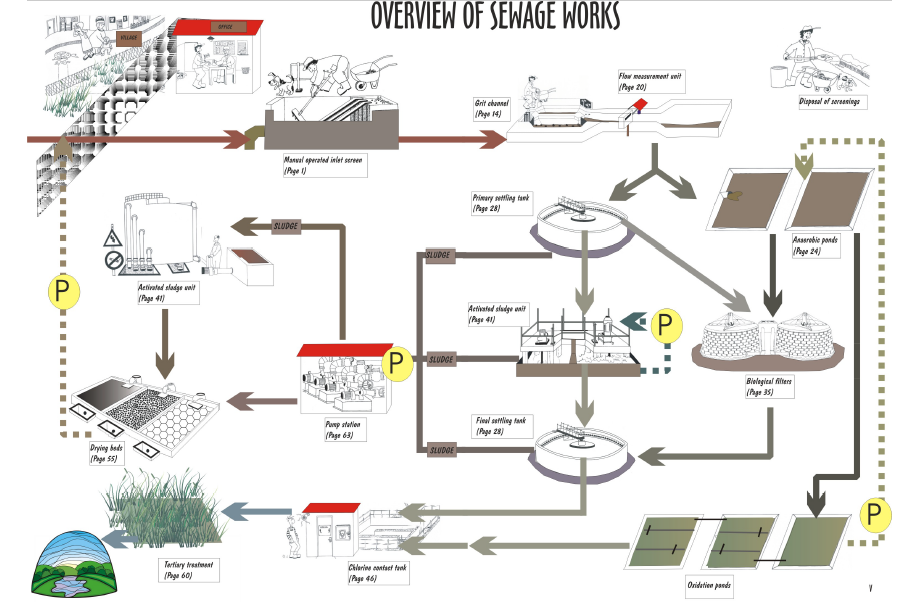 OVERVIEW OF SEWAGE WORKS
VILLAGE
OFFICE
Manual operated inlet screen
(Page 1)
Grit channel
(Page 14)
Flow measurement unit
(Page 20)
Disposal of screenings
Primary settling tank
(Page 28)
Anaerobic ponds
(Page 24)
SLUDGE
SLUDGE
Activated sludge unit
(Page 41)
P
Activated sludge unit
(Page 41)
P
P
SLUDGE
Biological filters
(Page 35)
Pump station
(Page 63)
Final settling tank
(Page 28)
SLUDGE
Drying beds
(Page 55)
P
Tertiary treatment
(Page 60)
Chlorine contact tank
(Page 46)
Oxidation ponds
V